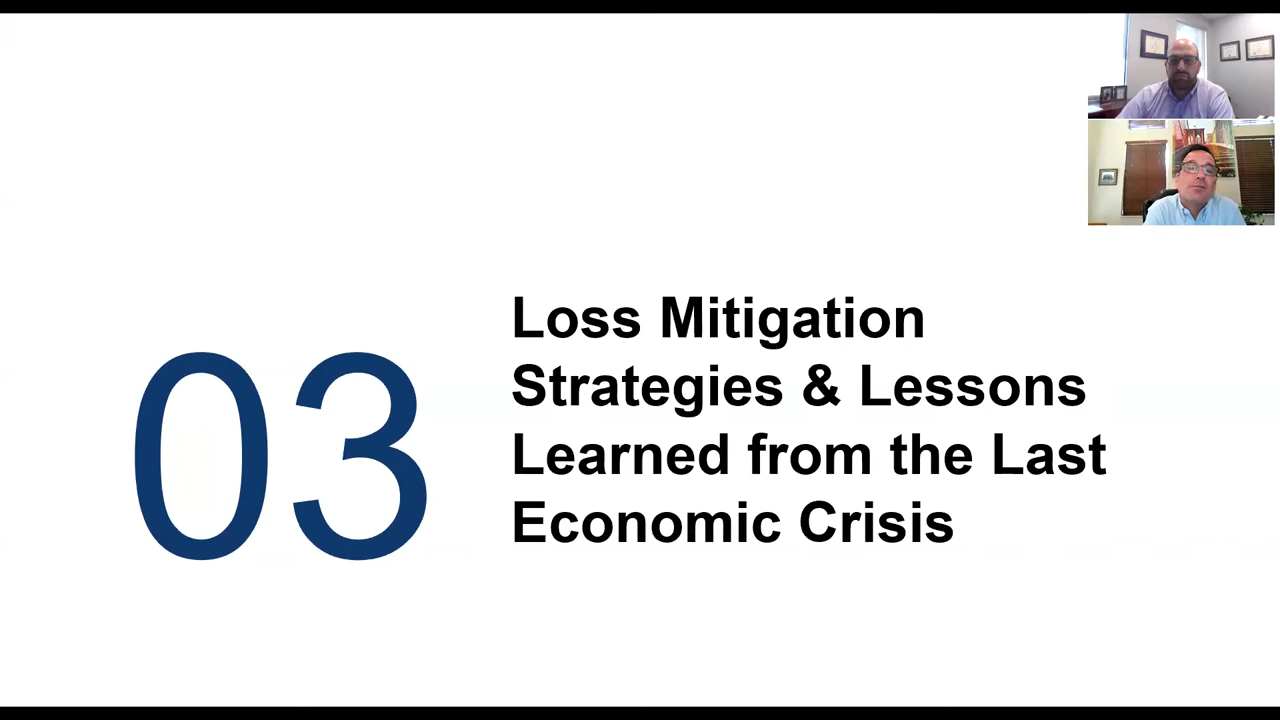 03
Loss Mitigation
Strategies & Lessons
Learned from the Last
Economic Crisis